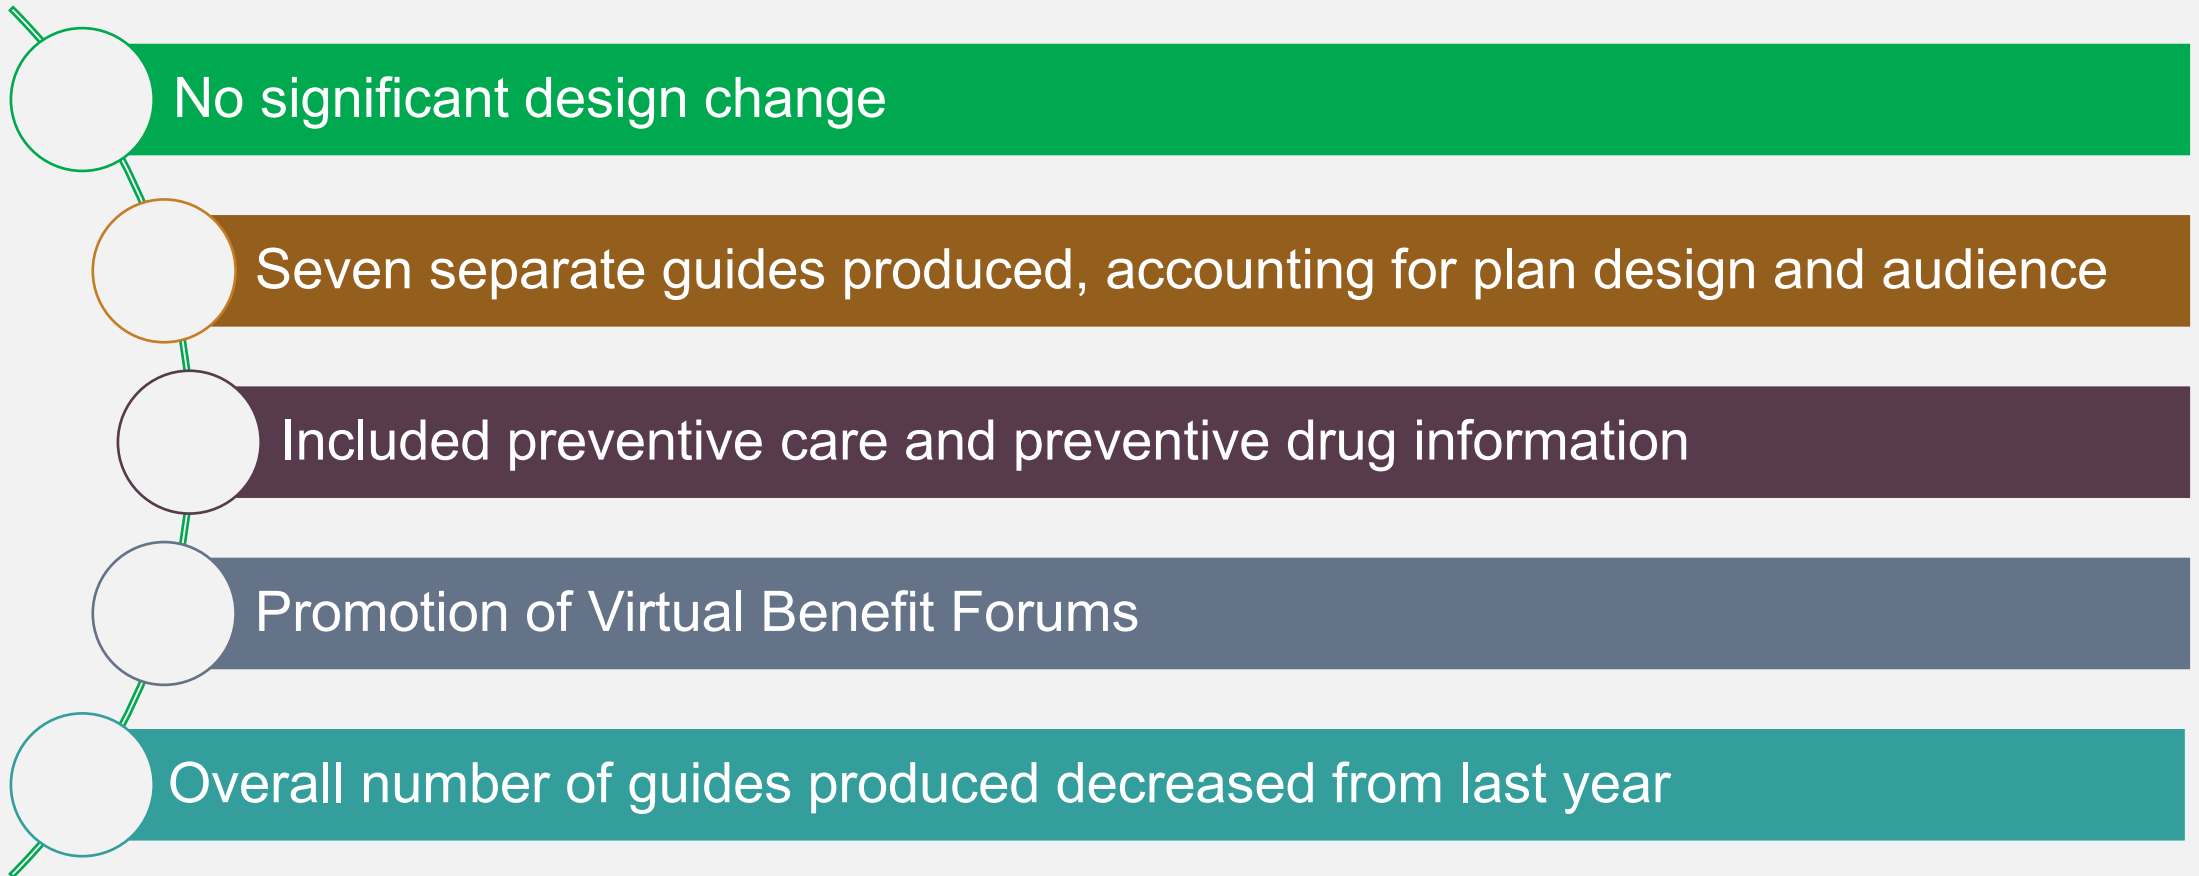 No significant design change
Seven separate guides produced, accounting for plan design and audience
Included preventive care and preventive drug information
Promotion of Virtual Benefit Forums
Overall number of guides produced decreased from last year